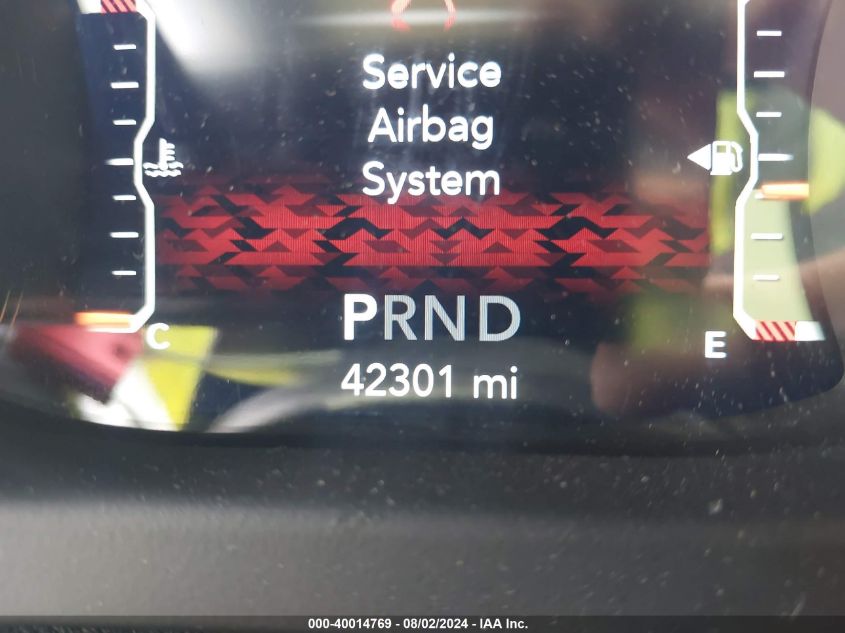 Service
Airbag
System
PRND
C
E
42301 mi
000-40014769 - 08/02/2024 - IAA Inc.